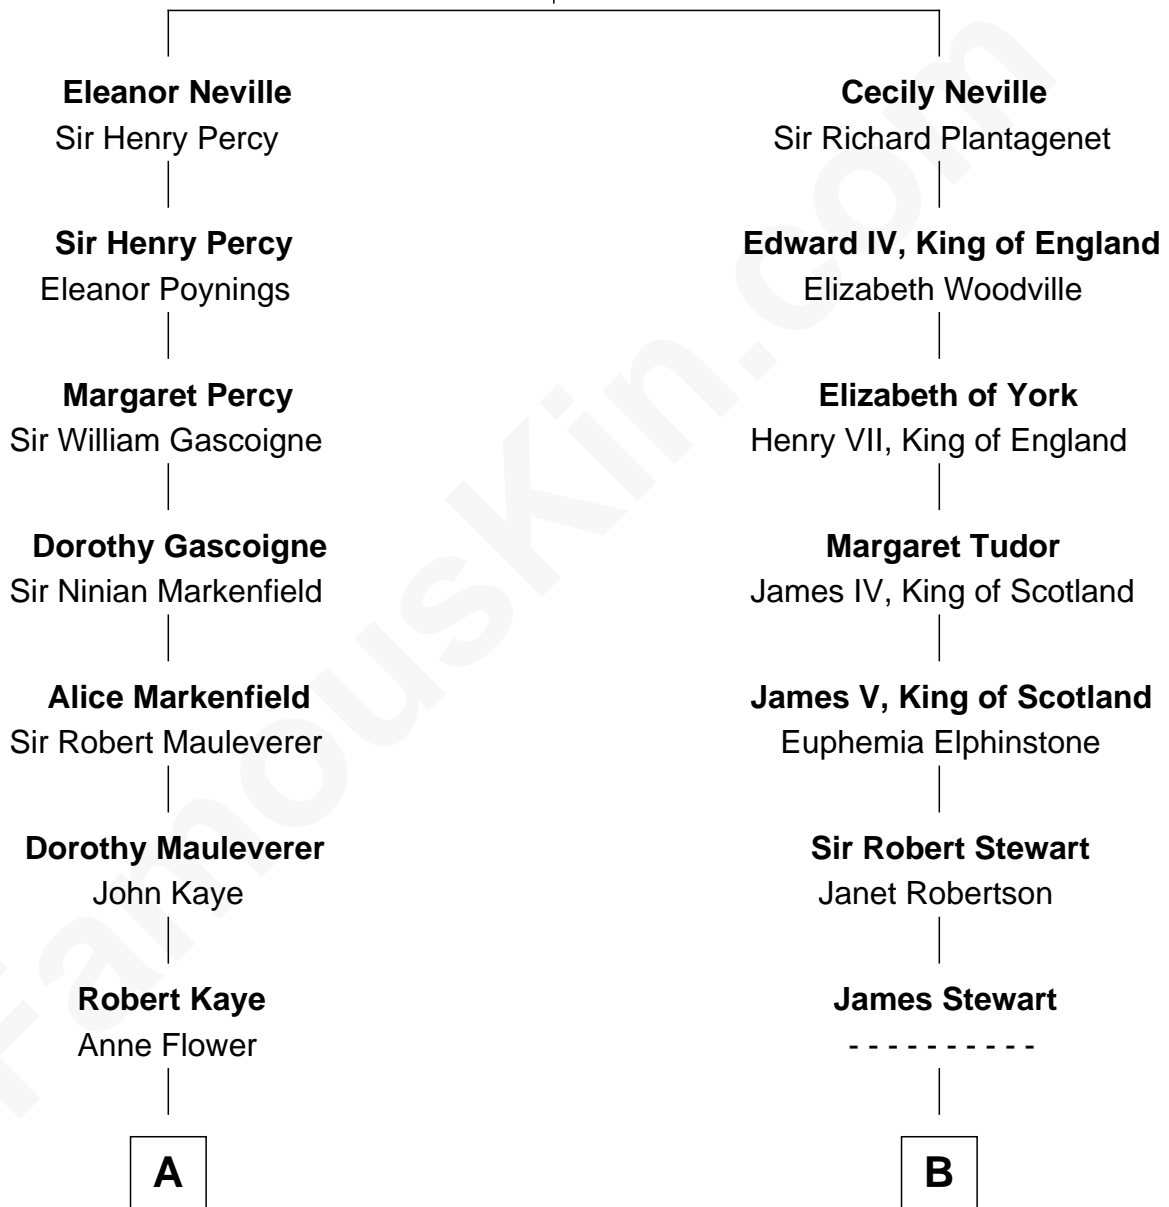 Eleanor Neville
Sir Henry Percy
Cecily Neville
Sir Richard Plantagenet
Sir Henry Percy
Eleanor Poynings
Edward IV, King of England
Elizabeth Woodville
Margaret Percy
Sir William Gascoigne
Elizabeth of York
Henry VII, King of England
Dorothy Gascoigne
Sir Ninian Markenfield
Margaret Tudor
James IV, King of Scotland
Alice Markenfield
Sir Robert Mauleverer
James V, King of Scotland
Euphemia Elphinstone
Dorothy Mauleverer
John Kaye
Sir Robert Stewart
Janet Robertson
Robert Kaye
Anne Flower
James Stewart
- - - - - - - - - -
A
B
FamousKin.com